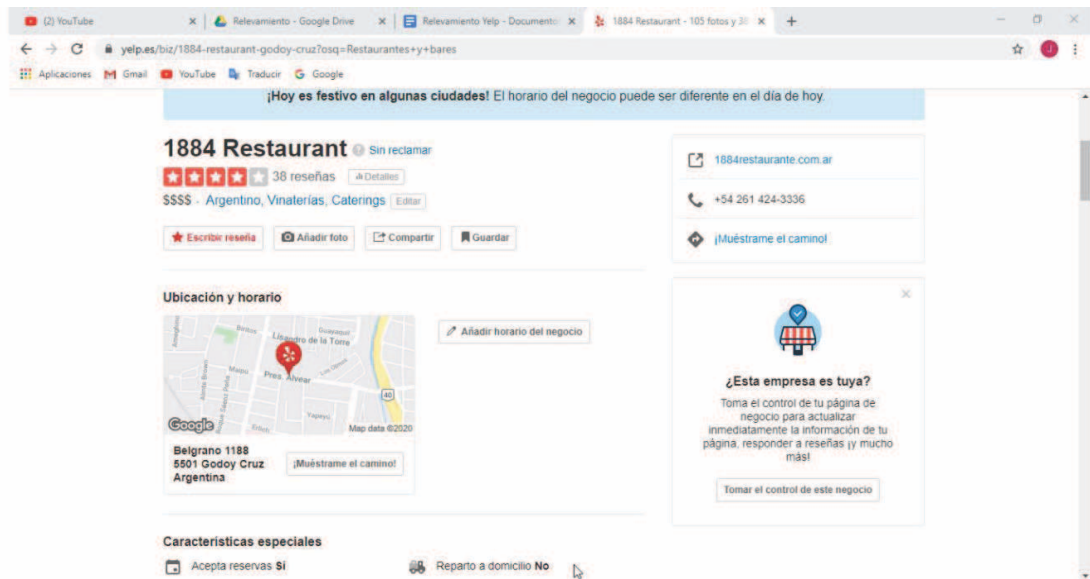 (2) YouTube
Relevamiento - Google Drive
Relevamiento Yelp - Documento
1884 Restaurant - 105 fotos y 38
yelp.es/biz/1884-restaurant-godoy-cruz?osq=Restaurantes+y+bares
J
Aplicaciones
Gmail
YouTube
Traducir
Google
¡Hoy es festivo en algunas ciudades! El horario del negocio puede ser diferente en el día de hoy.
1884 Restaurant Sin reclamar
38 reseñas Detalles
$$$$ · Argentino, Vinaterías, Caterings Editar
Escribir reseña
Añadir foto
Compartir
Guardar
1884restaurante.com.ar
+54 261 424-3336
¡Muéstrame el camino!
Ubicación y horario
Lisandro de la Torre
Pres. Alvear
40
Google
Map data ©2020
Belgrano 1188
5501 Godoy Cruz
Argentina
¡Muéstrame el camino!
Añadir horario del negocio
¿Esta empresa es tuya?
Toma el control de tu página de
negocio para actualizar
inmediatamente la información de tu
página, responder a reseñas ¡y mucho
más!
Tomar el control de este negocio
Características especiales
Acepta reservas Sí
Reparto a domicilio No